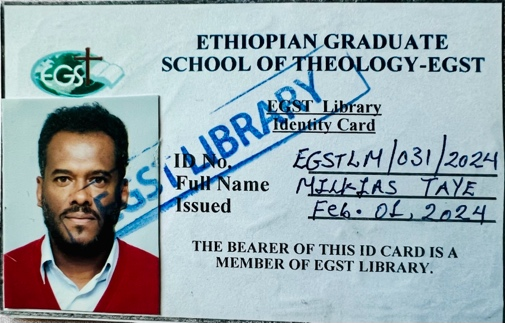 EGST
ETHIOPIAN GRADUATE
SCHOOL OF THEOLOGY-EGST
EGST LIBRARY
EGST Library
Identity Card
ID No. EGSTLM/031/2024
Full Name MILKIAS TAYE
Issued Feb. 01, 2024
THE BEARER OF THIS ID CARD IS A
MEMBER OF EGST LIBRARY.